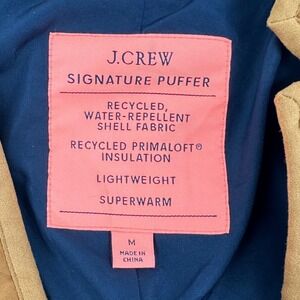 J.CREW
SIGNATURE PUFFER
RECYCLED,
WATER-REPELLENT
SHELL FABRIC
RECYCLED PRIMALOFT®
INSULATION
LIGHTWEIGHT
SUPERWARM
M
MADE IN
CHINA